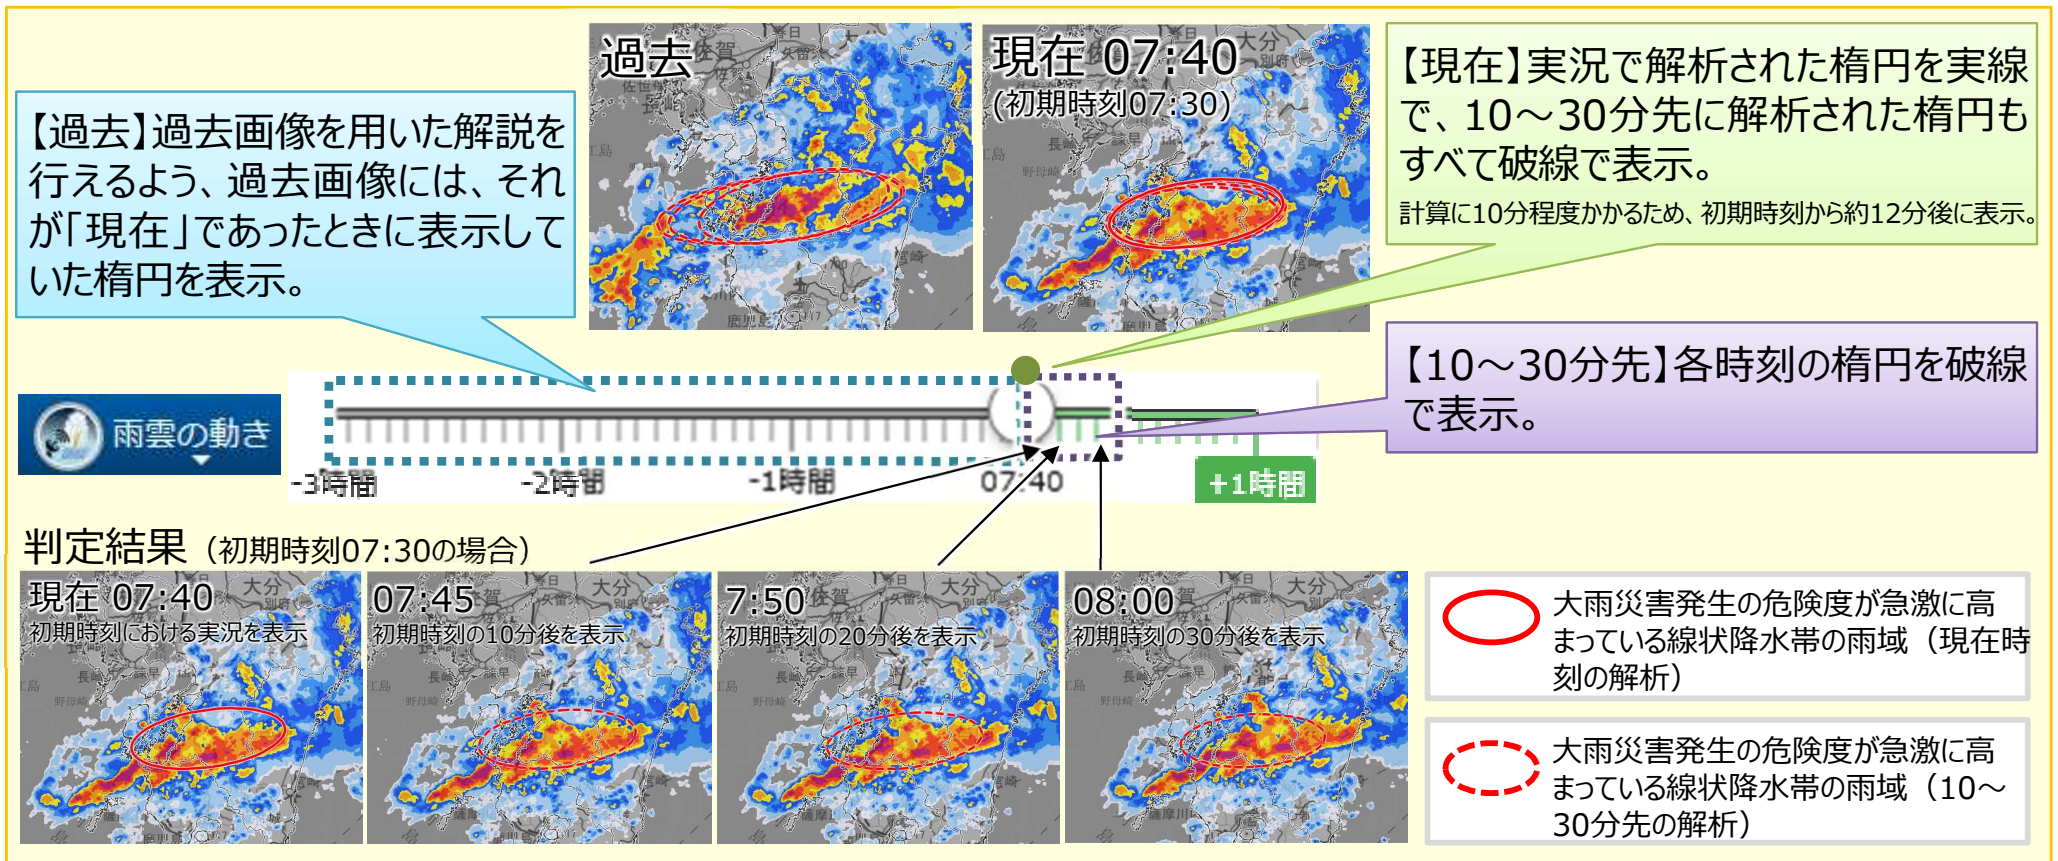 過去
現在 07:40
(初期時刻07:30)
【過去】過去画像を用いた解説を
行えるよう、過去画像には、それ
が「現在」であったときに表示して
いた楕円を表示。
【現在】実況で解析された楕円を実線
で、10～30分先に解析された楕円も
すべて破線で表示。
計算に10分程度かかるため、初期時刻から約12分後に表示。
【10～30分先】各時刻の楕円を破線
で表示。
雨雲の動き
-3時間
-2時間
-1時間
07:40
+1時間
判定結果（初期時刻07:30の場合）
現在 07:40
初期時刻における実況を表示
07:45
初期時刻の10分後を表示
7:50
初期時刻の20分後を表示
08:00
初期時刻の30分後を表示
大雨災害発生の危険度が急激に高
まっている線状降水帯の雨域（現在時
刻の解析）
大雨災害発生の危険度が急激に高
まっている線状降水帯の雨域（10～
30分先の解析）